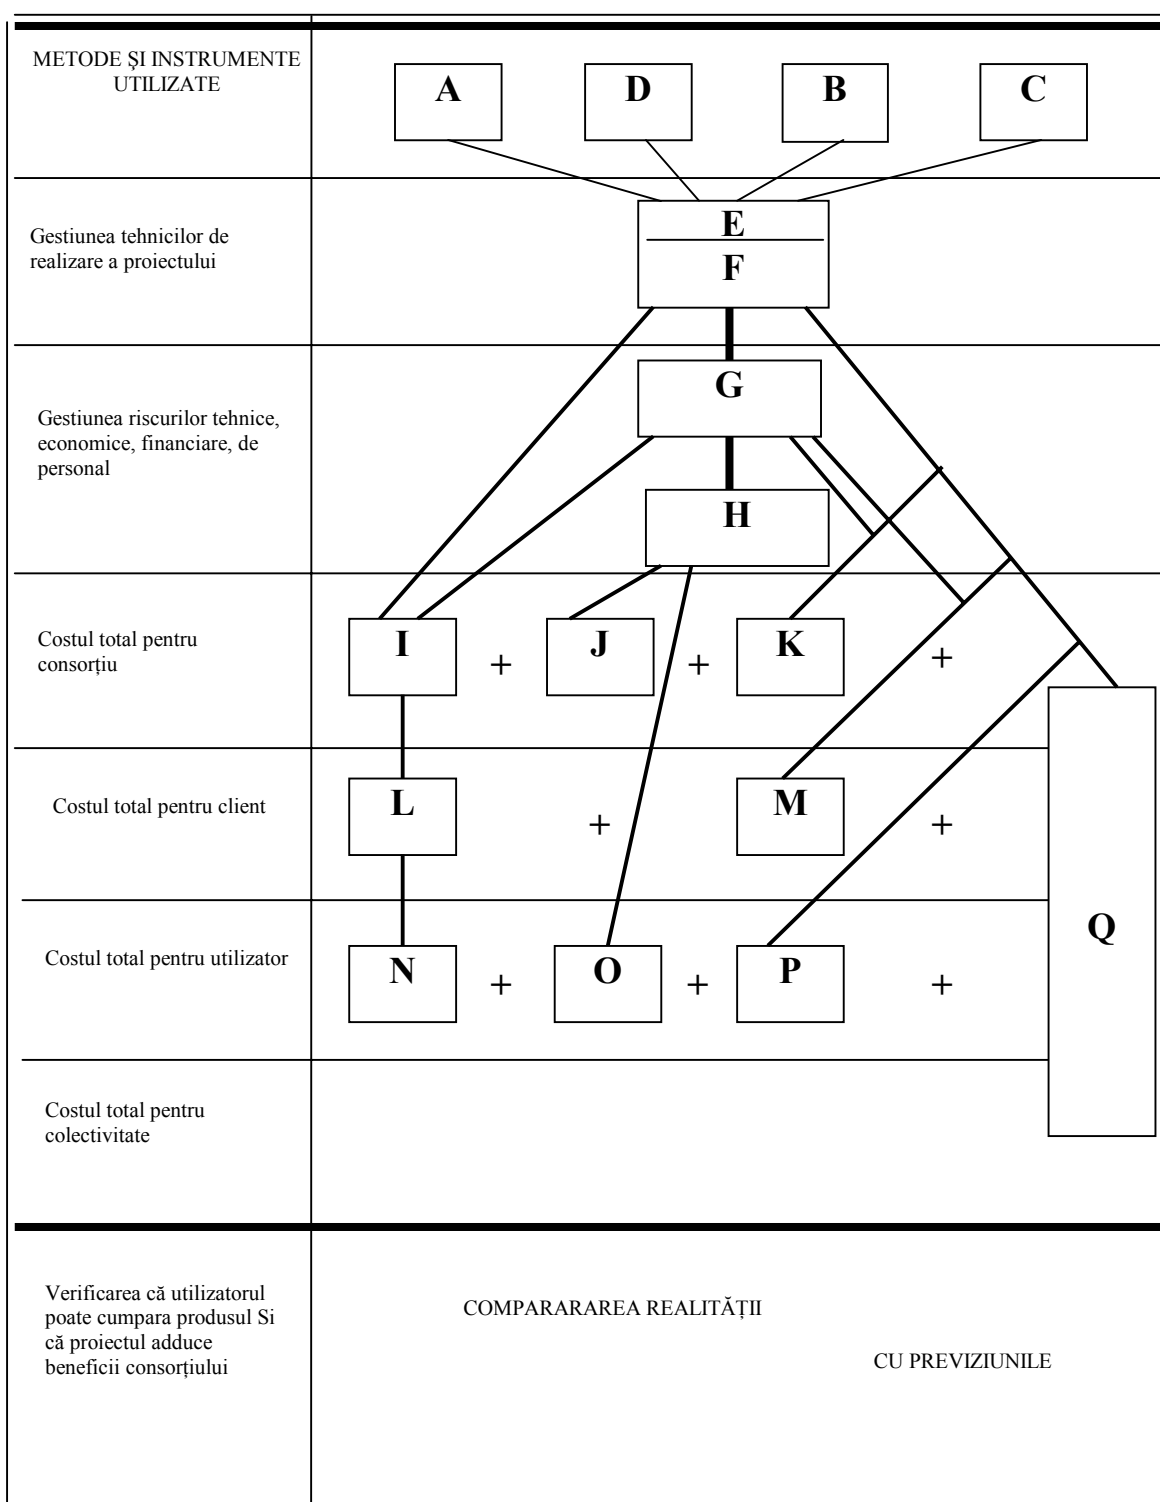 METODE ŞI INSTRUMENTE
UTILIZATE
A
D
B
C
Gestiunea tehnicilor de
realizare a proiectului
E
F
Gestiunea riscurilor tehnice,
economice, financiare, de
personal
G
H
Costul total pentru
consorțiu
I
+
J
+
K
+
Costul total pentru client
L
+
M
+
Q
Costul total pentru utilizator
N
+
O
+
P
+
Costul total pentru
colectivitate
Verificarea că utilizatorul
poate cumpara produsul Si
că proiectul adduce
beneficii consorțiului
COMPARARAREA REALITĂȚII
CU PREVIZIUNILE